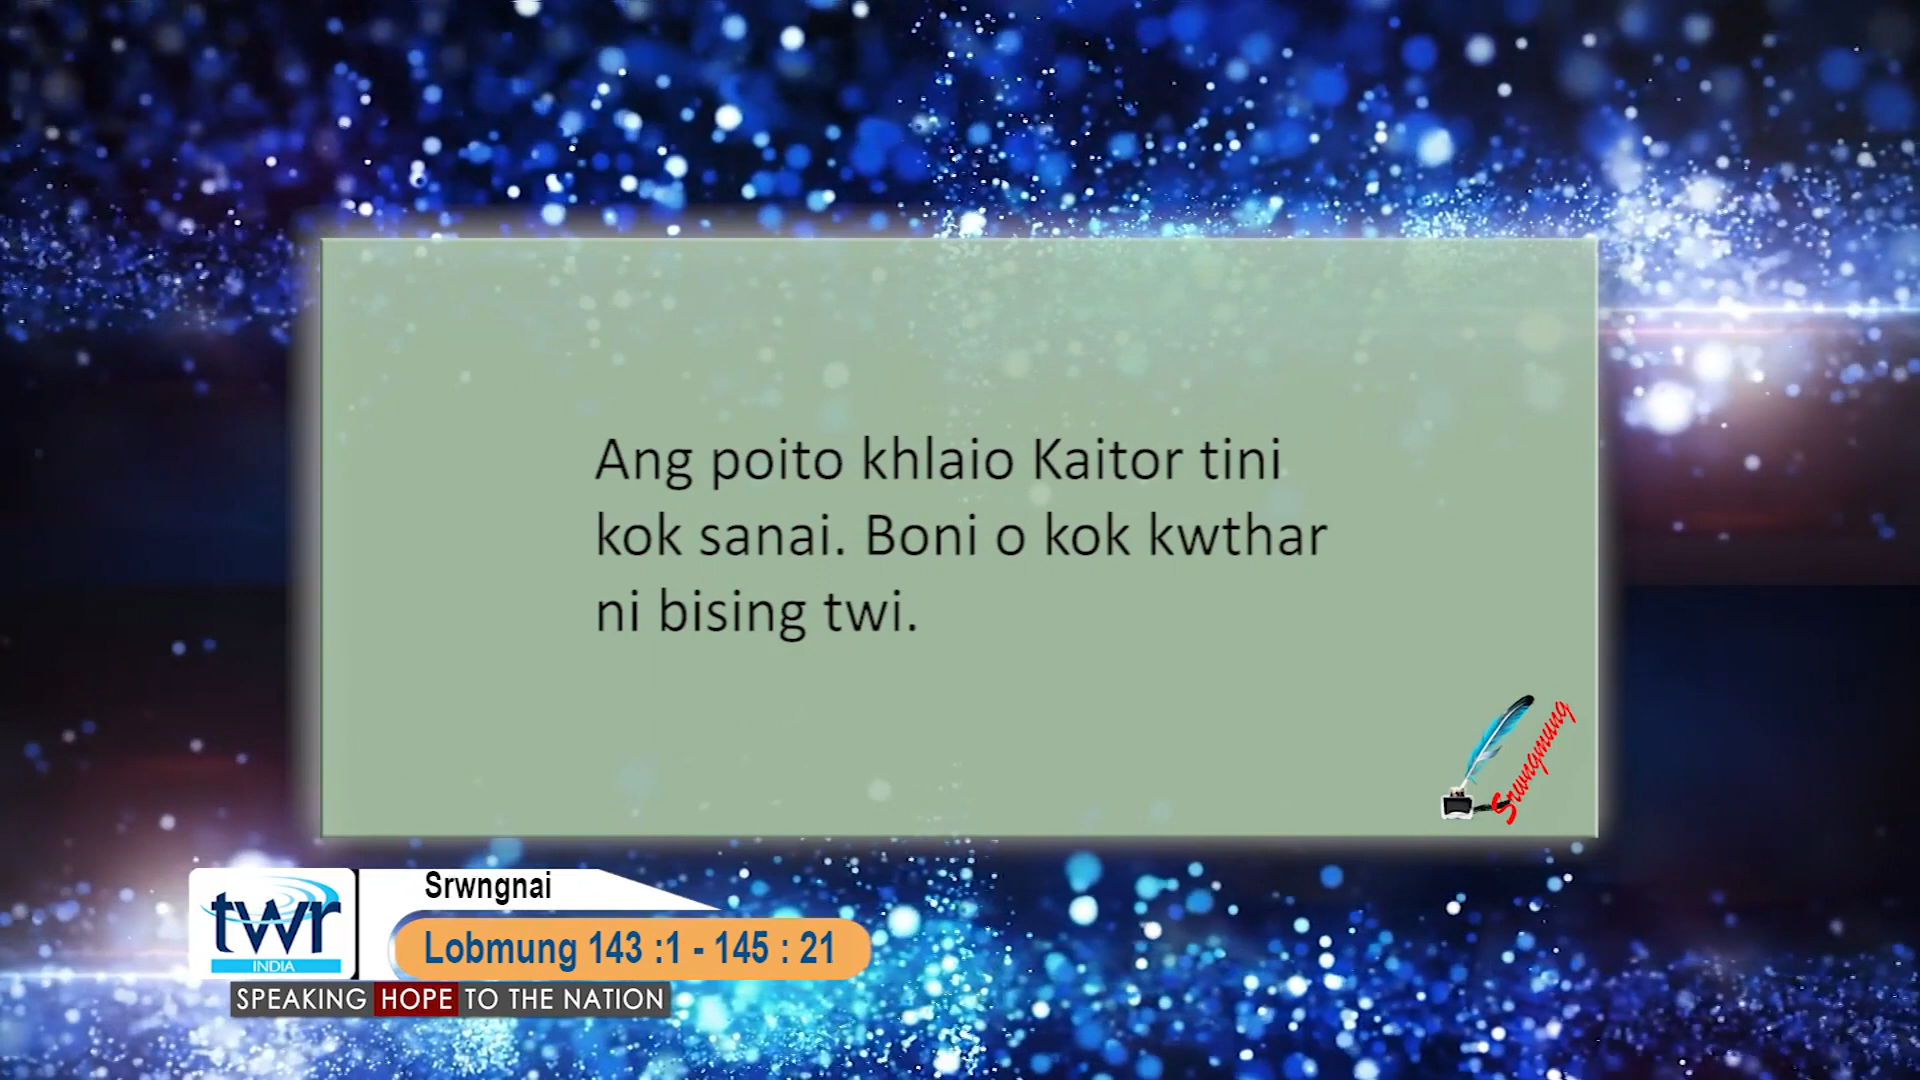 Ang poito khlaio Kaitor tini
kok sanai. Boni o kok kwthar
ni bising twi.
Srwngmung
twr
INDIA
Srwngnai
Lobmung 143 :1 - 145 : 21
SPEAKING HOPE TO THE NATION